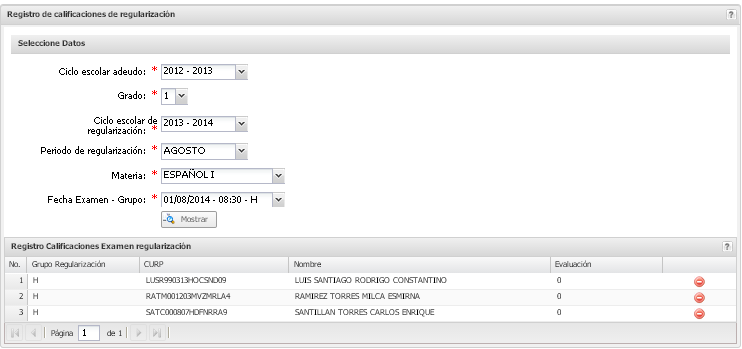 Registro de calificaciones de regularización
Seleccione Datos
Ciclo escolar adeudo: * 2012 - 2013
Grado: * 1
Ciclo escolar de
regularización: * 2013 - 2014
Periodo de regularización: * AGOSTO
Materia: * ESPAÑOL I
Fecha Examen - Grupo: * 01/08/2014 - 08:30 - H
Mostrar
Registro Calificaciones Examen regularización
No. Grupo Regularización CURP Nombre Evaluación
1 H LUSR990313HOCSND09 LUIS SANTIAGO RODRIGO CONSTANTINO 0
2 H RATM001203MVZMRLA4 RAMIREZ TORRES MILCA ESMIRNA 0
3 H SATC000807HDFNRRA9 SANTILLAN TORRES CARLOS ENRIQUE 0
Página 1 de 1